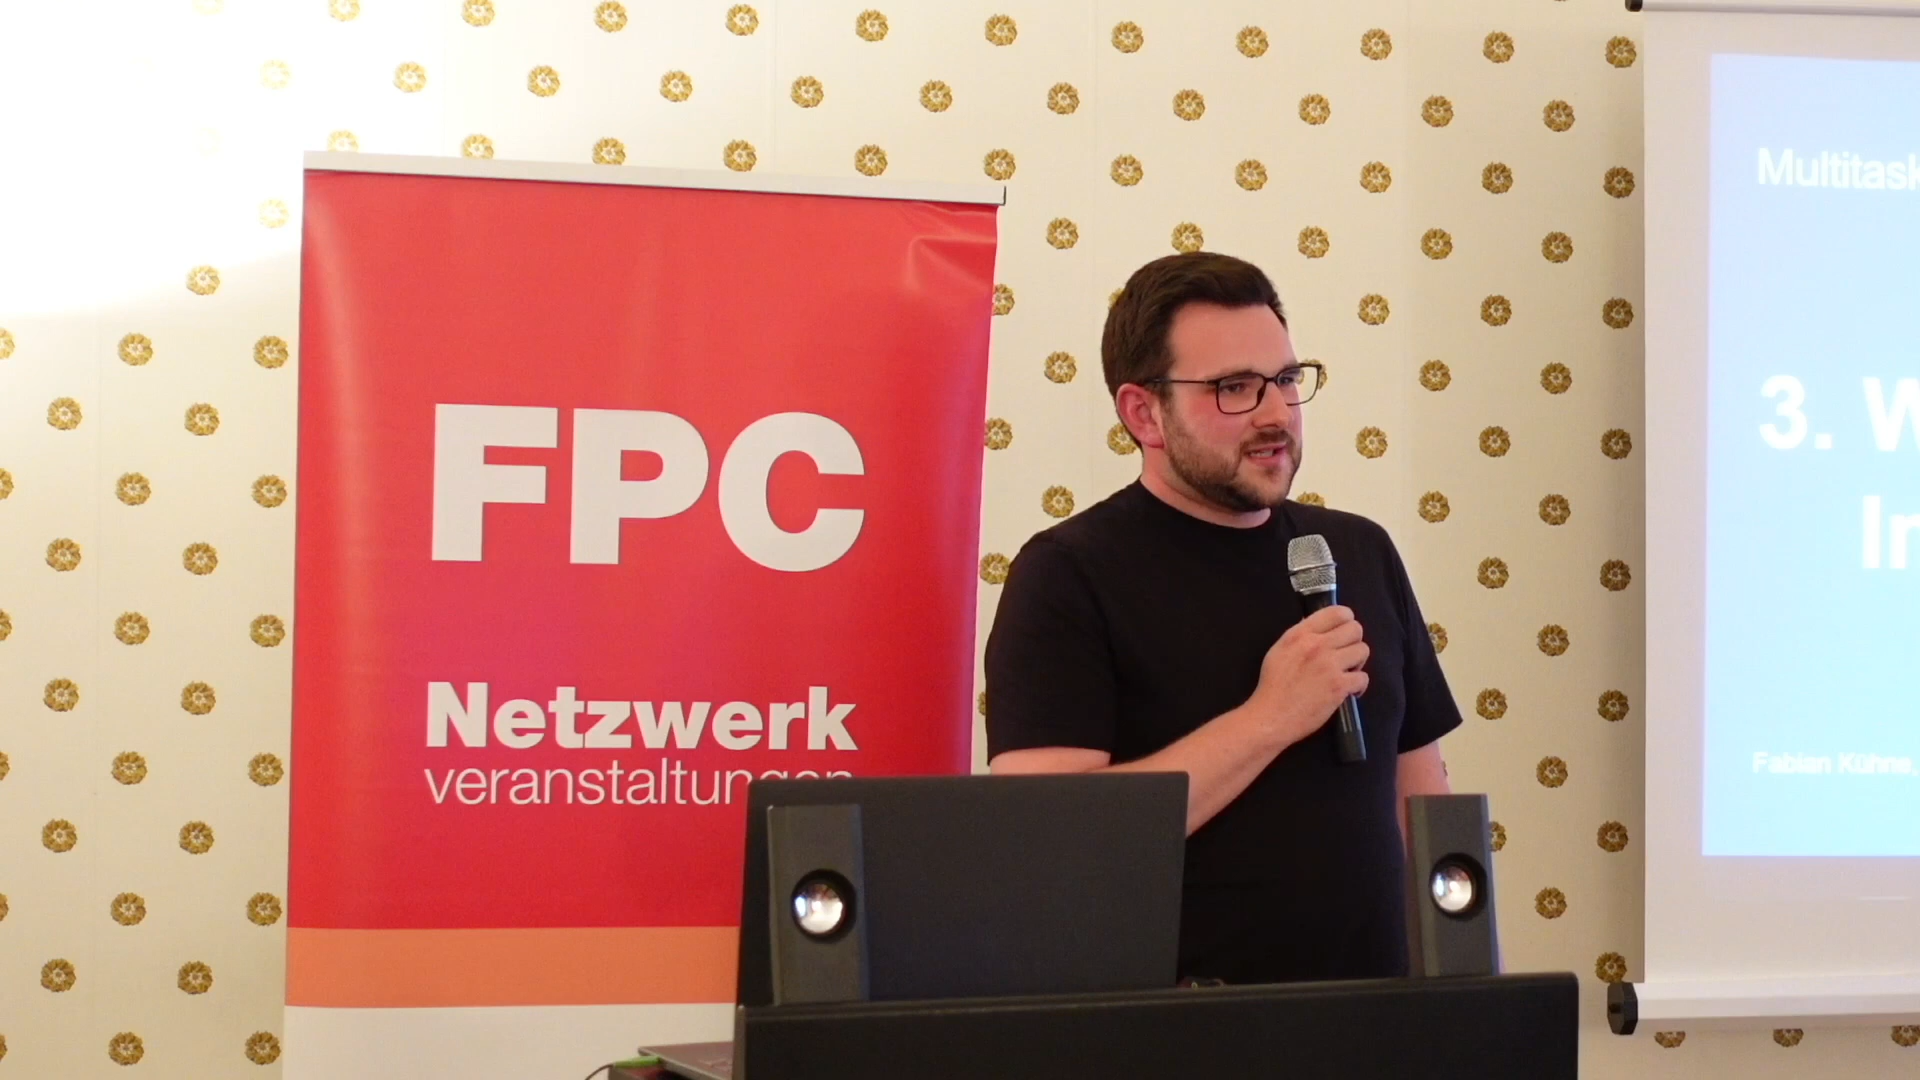 FPC
Netzwerk
veranstaltungen
Multitask
3. W
In
Fabian Kühne,